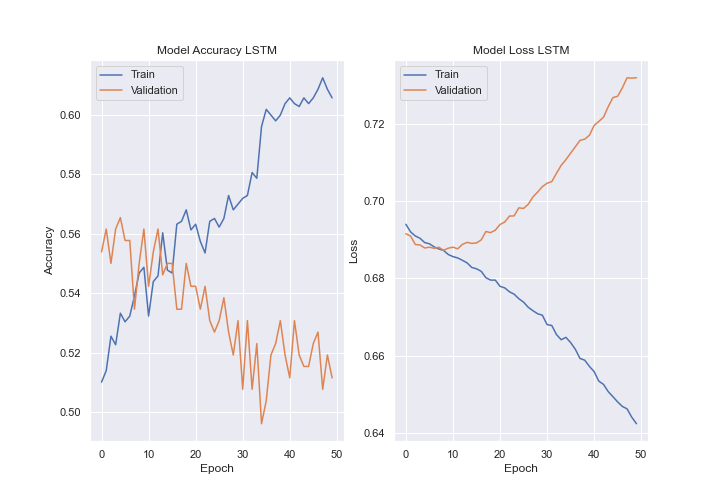 Model Accuracy LSTM
Train
Validation
0.60
0.58
0.56
0.54
0.52
0.50
Accuracy
0
10
20
30
40
50
Epoch
Model Loss LSTM
Train
Validation
0.72
0.70
0.68
0.66
0.64
Loss
0
10
20
30
40
50
Epoch